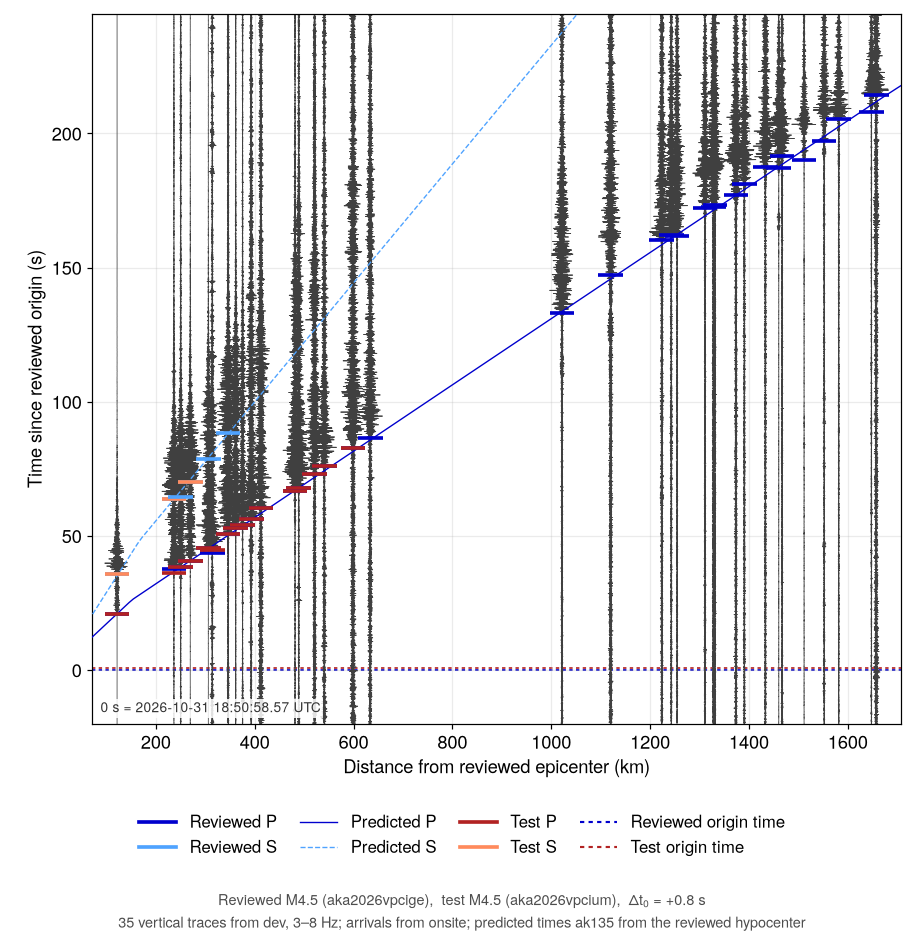 200
150
100
50
0
Time since reviewed origin (s)
0 s = 2026-10-31 18:50:58.57 UTC
200 400 600 800 1000 1200 1400 1600
Distance from reviewed epicenter (km)
Reviewed P Predicted P Test P Reviewed origin time
Reviewed S Predicted S Test S Test origin time
Reviewed M4.5 (aka2026vpcige), test M4.5 (aka2026vpcium), Δt₀ = +0.8 s
35 vertical traces from dev, 3–8 Hz; arrivals from onsite; predicted times ak135 from the reviewed hypocenter